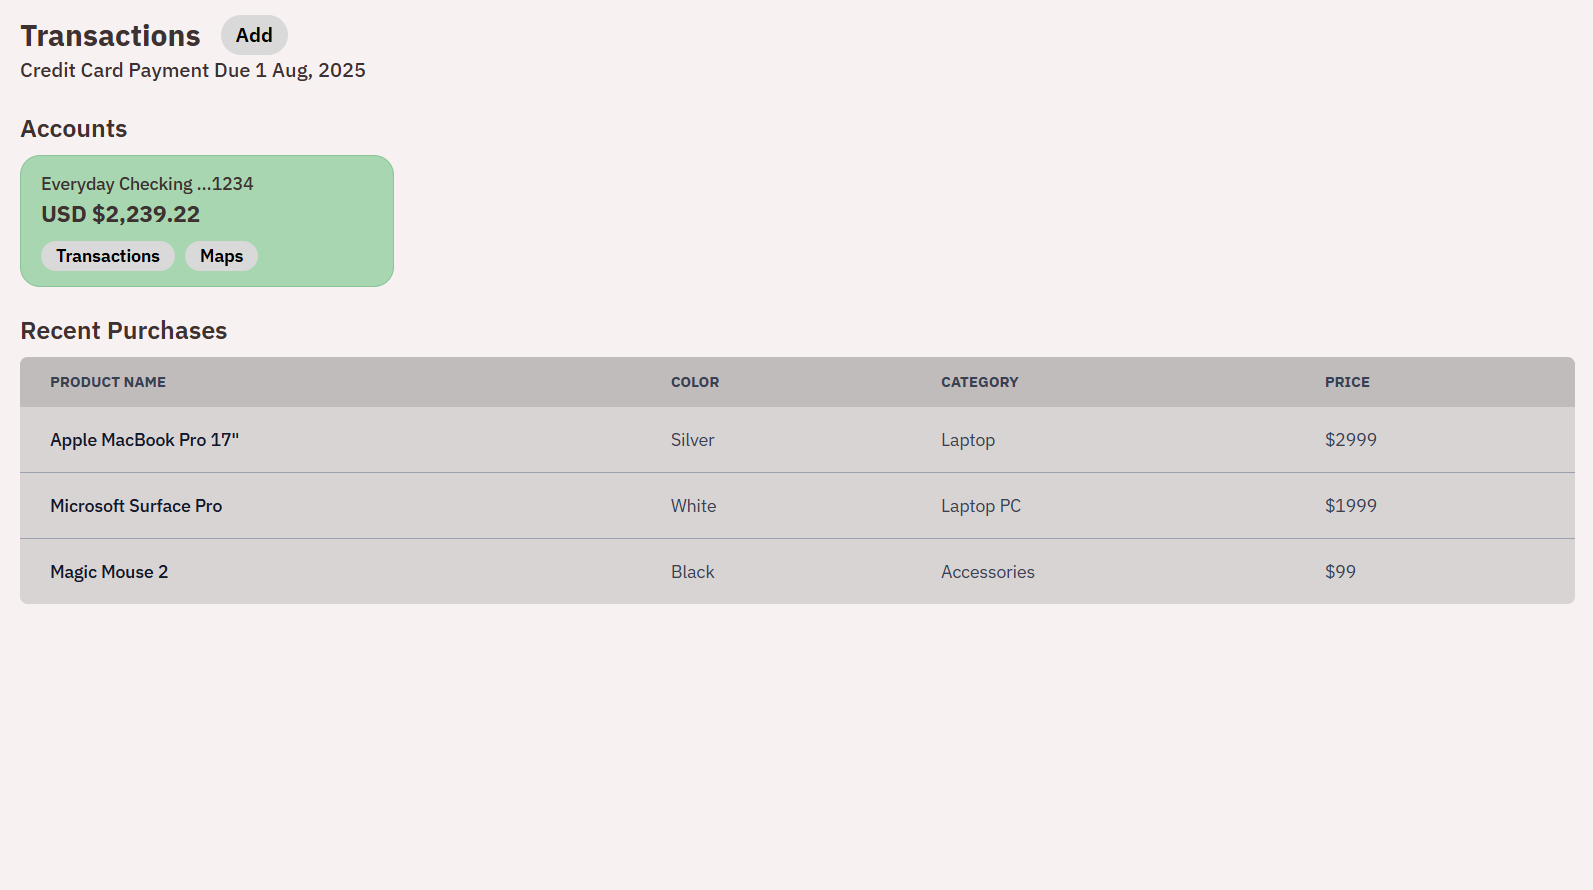 Transactions Add
Credit Card Payment Due 1 Aug, 2025
Accounts
Everyday Checking ...1234
USD $2,239.22
Transactions Maps
Recent Purchases
PRODUCT NAME COLOR CATEGORY PRICE
Apple MacBook Pro 17" Silver Laptop $2999
Microsoft Surface Pro White Laptop PC $1999
Magic Mouse 2 Black Accessories $99